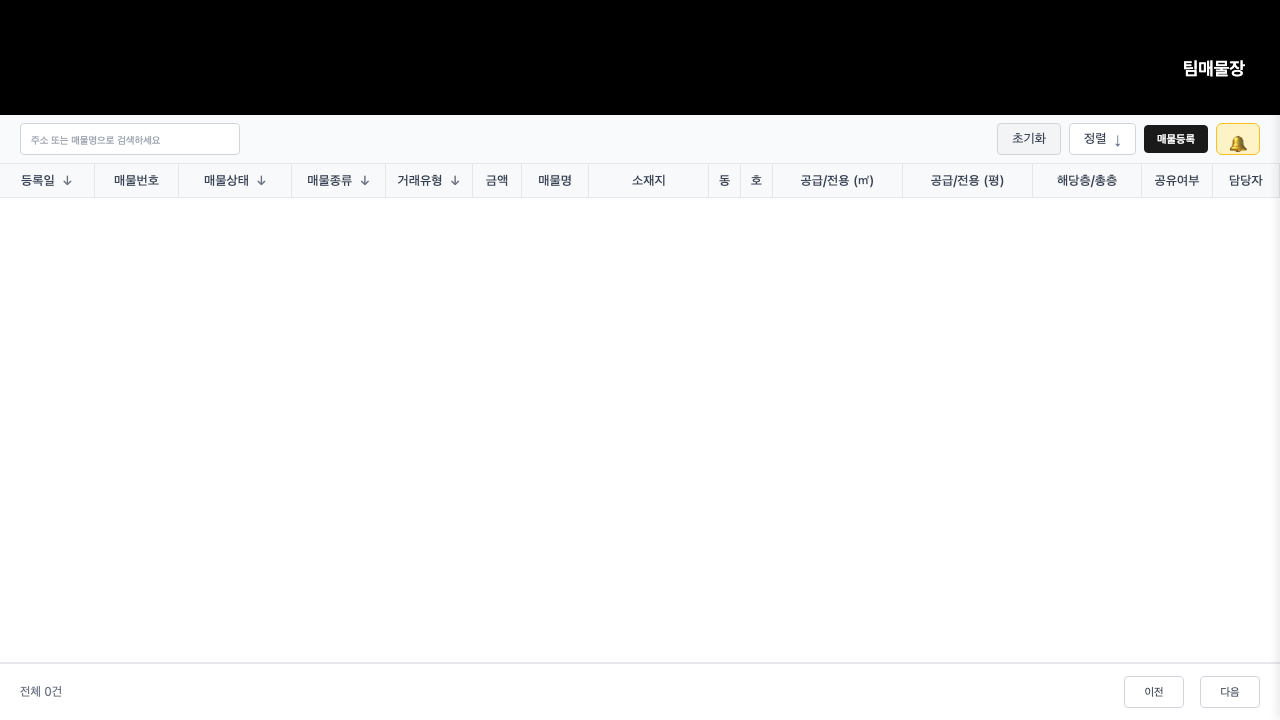 팀매물장
주소 또는 매물명으로 검색하세요
초기화 정렬 ↓ 매물등록
등록일 ↓ 매물번호 매물상태 ↓ 매물종류 ↓ 거래유형 ↓ 금액 매물명 소재지 동 호 공급/전용 (㎡) 공급/전용 (평) 해당층/총층 공유여부 담당자
전체 0건
이전 다음